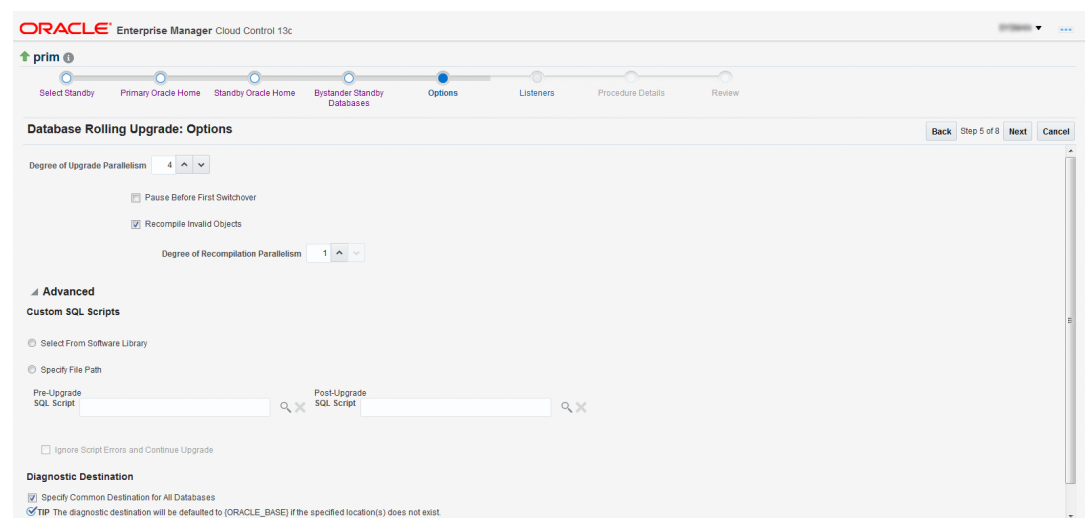 ORACLE Enterprise Manager Cloud Control 13c
prim
Select Standby
Primary Oracle Home
Standby Oracle Home
Bystander Standby
Databases
Options
Listeners
Procedure Details
Review
Database Rolling Upgrade: Options
Back Step 5 of 8 Next Cancel
Degree of Upgrade Parallelism 4
Pause Before First Switchover
Recompile Invalid Objects
Degree of Recompilation Parallelism 1
Advanced
Custom SQL Scripts
Select From Software Library
Specify File Path
Pre-Upgrade
SQL Script
Post-Upgrade
SQL Script
Ignore Script Errors and Continue Upgrade
Diagnostic Destination
Specify Common Destination for All Databases
TIP The diagnostic destination will be defaulted to {ORACLE_BASE} if the specified location(s) does not exist.